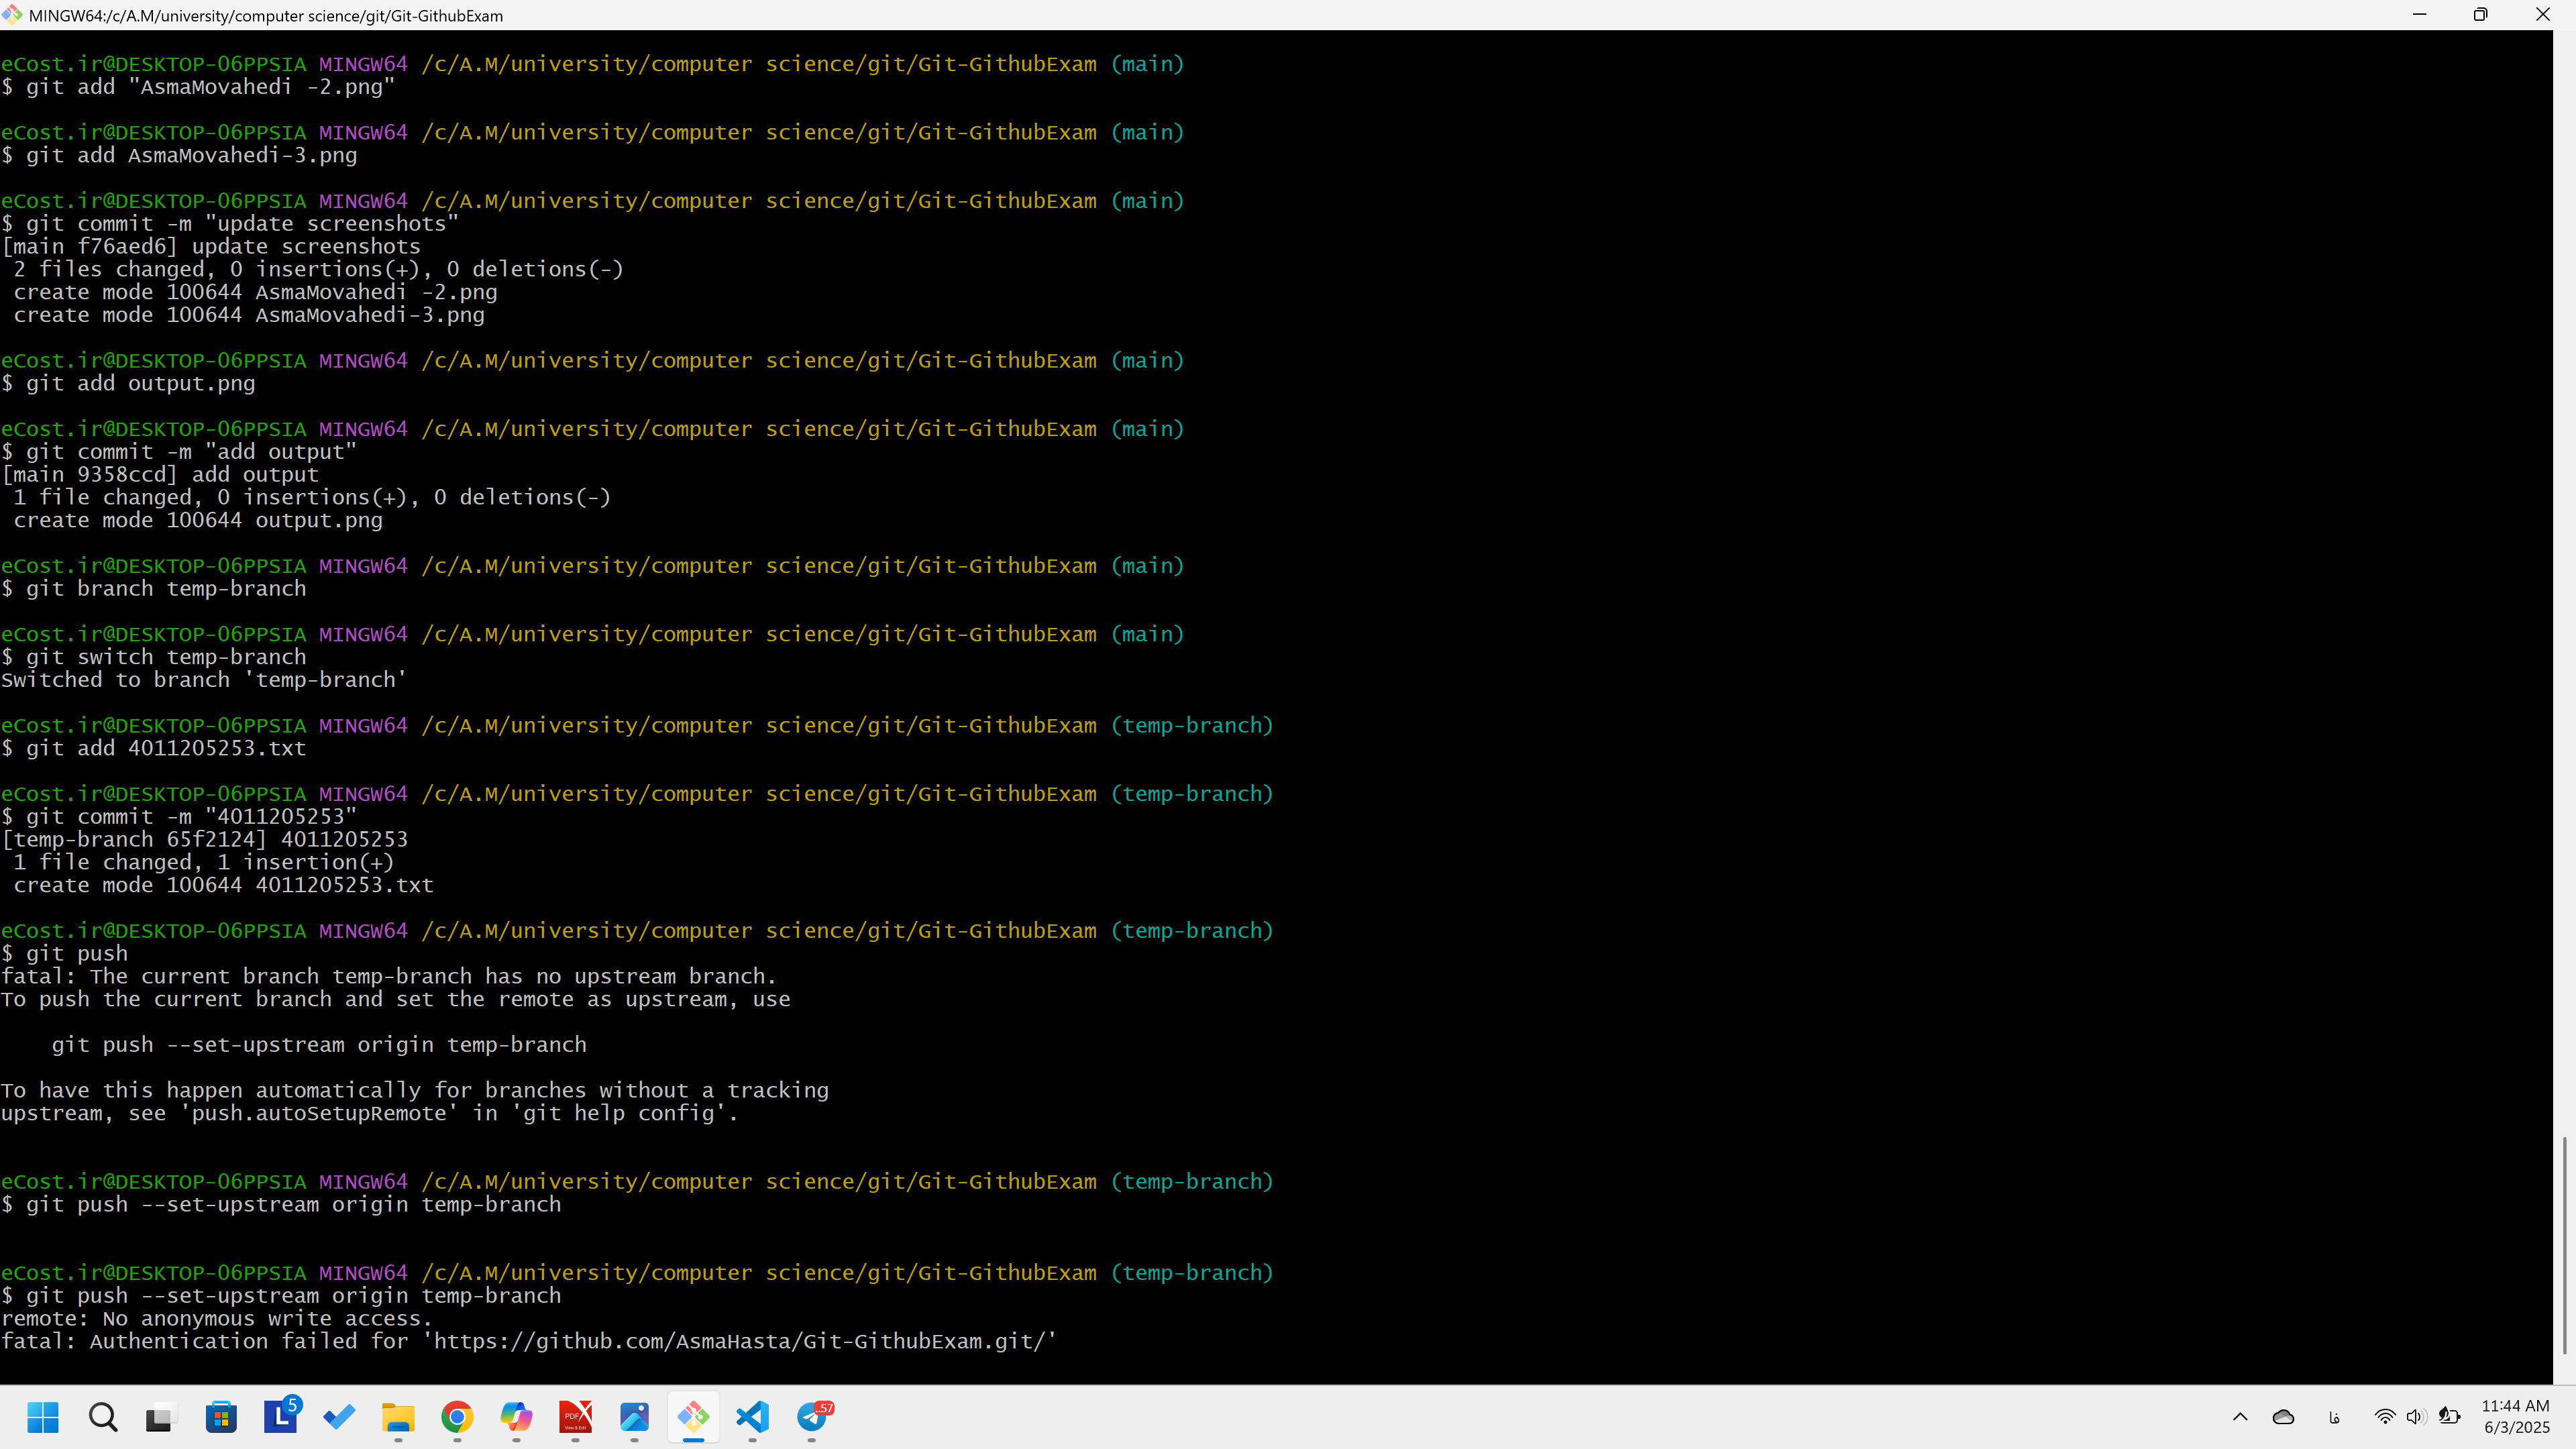 MINGW64:/c/A.M/university/computer science/git/Git-GithubExam
eCost.ir@DESKTOP-O6PPSIA MINGW64 /c/A.M/university/computer science/git/Git-GithubExam (main)
$ git add "AsmaMovahedi -2.png"
eCost.ir@DESKTOP-O6PPSIA MINGW64 /c/A.M/university/computer science/git/Git-GithubExam (main)
$ git add AsmaMovahedi-3.png
eCost.ir@DESKTOP-O6PPSIA MINGW64 /c/A.M/university/computer science/git/Git-GithubExam (main)
$ git commit -m "update screenshots"
[main f76aed6] update screenshots
 2 files changed, 0 insertions(+), 0 deletions(-)
 create mode 100644 AsmaMovahedi -2.png
 create mode 100644 AsmaMovahedi-3.png
eCost.ir@DESKTOP-O6PPSIA MINGW64 /c/A.M/university/computer science/git/Git-GithubExam (main)
$ git add output.png
eCost.ir@DESKTOP-O6PPSIA MINGW64 /c/A.M/university/computer science/git/Git-GithubExam (main)
$ git commit -m "add output"
[main 9358ccd] add output
 1 file changed, 0 insertions(+), 0 deletions(-)
 create mode 100644 output.png
eCost.ir@DESKTOP-O6PPSIA MINGW64 /c/A.M/university/computer science/git/Git-GithubExam (main)
$ git branch temp-branch
eCost.ir@DESKTOP-O6PPSIA MINGW64 /c/A.M/university/computer science/git/Git-GithubExam (main)
$ git switch temp-branch
Switched to branch 'temp-branch'
eCost.ir@DESKTOP-O6PPSIA MINGW64 /c/A.M/university/computer science/git/Git-GithubExam (temp-branch)
$ git add 4011205253.txt
eCost.ir@DESKTOP-O6PPSIA MINGW64 /c/A.M/university/computer science/git/Git-GithubExam (temp-branch)
$ git commit -m "4011205253"
[temp-branch 65f2124] 4011205253
 1 file changed, 1 insertion(+)
 create mode 100644 4011205253.txt
eCost.ir@DESKTOP-O6PPSIA MINGW64 /c/A.M/university/computer science/git/Git-GithubExam (temp-branch)
$ git push
fatal: The current branch temp-branch has no upstream branch.
To push the current branch and set the remote as upstream, use
    git push --set-upstream origin temp-branch
To have this happen automatically for branches without a tracking
upstream, see 'push.autoSetupRemote' in 'git help config'.
eCost.ir@DESKTOP-O6PPSIA MINGW64 /c/A.M/university/computer science/git/Git-GithubExam (temp-branch)
$ git push --set-upstream origin temp-branch
eCost.ir@DESKTOP-O6PPSIA MINGW64 /c/A.M/university/computer science/git/Git-GithubExam (temp-branch)
$ git push --set-upstream origin temp-branch
remote: No anonymous write access.
fatal: Authentication failed for 'https://github.com/AsmaHasta/Git-GithubExam.git/'
L 5
PDF
View & Edit
..57
فا
11:44 AM
6/3/2025